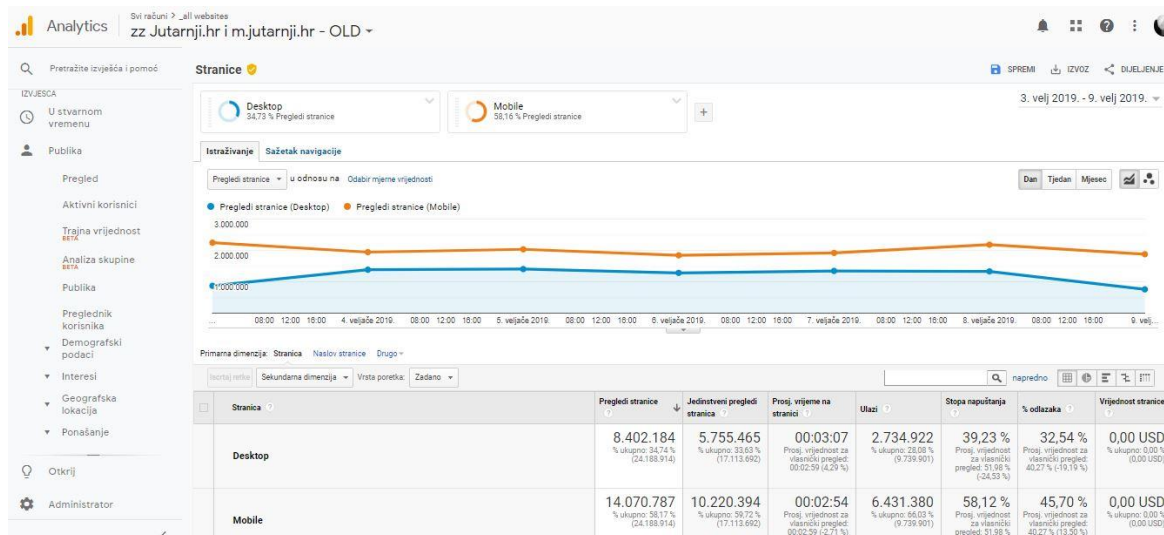 Analytics
Svi računi > _all websites
zz Jutarnji.hr i m.jutarnji.hr - OLD
Pretražite izvješća i pomoć
IZVJEŠĆA
U stvarnom
vremenu
Publika
Pregled
Aktivni korisnici
Trajna vrijednost
BETA
Analiza skupine
BETA
Publika
Preglednik
korisnika
Demografski
podaci
Interesi
Geografska
lokacija
Ponašanje
Otkrij
Administrator
Stranice
SPREMI
IZVOZ
DIJELJENJE
3. velj 2019. - 9. velj 2019.
Desktop
34,73 % Pregledi stranice
Mobile
58,16 % Pregledi stranice
+
Istraživanje Sažetak navigacije
Pregledi stranice u odnosu na Odabir mjerne vrijednosti
Dan Tjedan Mjesec
Pregledi stranice (Desktop) Pregledi stranice (Mobile)
3.000.000
2.000.000
1.000.000
... 08:00 12:00 16:00 4. veljače 2019. 08:00 12:00 16:00 5. veljače 2019. 08:00 12:00 16:00 6. veljače 2019. 08:00 12:00 16:00 7. veljače 2019. 08:00 12:00 16:00 8. veljače 2019. 08:00 12:00 16:00 9. velj...
Primarna dimenzija: Stranica Naslov stranice Drugo
Iscrtaj retke Sekundarna dimenzija Vrsta poretka: Zadano
napredno
Stranica
Pregledi stranice
Jedinstveni pregledi
stranica
Prosj. vrijeme na
stranici
Ulazi
Stopa napuštanja
% odlazaka
Vrijednost stranice
Desktop
8.402.184
% ukupno: 34,74 %
(24.188.914)
5.755.465
% ukupno: 33,63 %
(17.113.692)
00:03:07
Prosj. vrijednost za
vlasnički pregled:
00:02:59 (4,29 %)
2.734.922
% ukupno: 28,08 %
(9.739.901)
39,23 %
Prosj. vrijednost
za vlasnički
pregled: 51,98 %
(-24,53 %)
32,54 %
Prosj. vrijednost za
vlasnički pregled:
40,27 % (-19,19 %)
0,00 USD
% ukupno: 0,00 %
(0,00 USD)
Mobile
14.070.787
% ukupno: 58,17 %
(24.188.914)
10.220.394
% ukupno: 59,72 %
(17.113.692)
00:02:54
Prosj. vrijednost za
vlasnički pregled:
00:02:59 (-2,71 %)
6.431.380
% ukupno: 66,03 %
(9.739.901)
58,12 %
Prosj. vrijednost
za vlasnički
pregled: 51,98 %
45,70 %
Prosj. vrijednost za
vlasnički pregled:
40,27 % (13,50 %)
0,00 USD
% ukupno: 0,00 %
(0,00 USD)